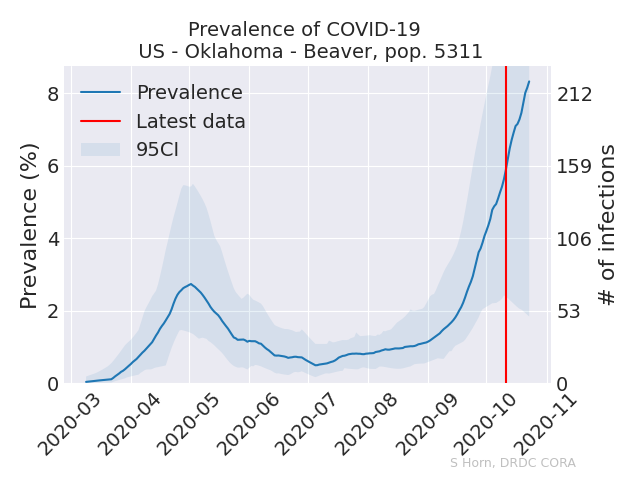 Prevalence of COVID-19
US - Oklahoma - Beaver, pop. 5311
Prevalence
Latest data
95CI
Prevalence (%)
8
6
4
2
0
# of infections
212
159
106
53
0
2020-03
2020-04
2020-05
2020-06
2020-07
2020-08
2020-09
2020-10
2020-11
S Horn, DRDC CORA